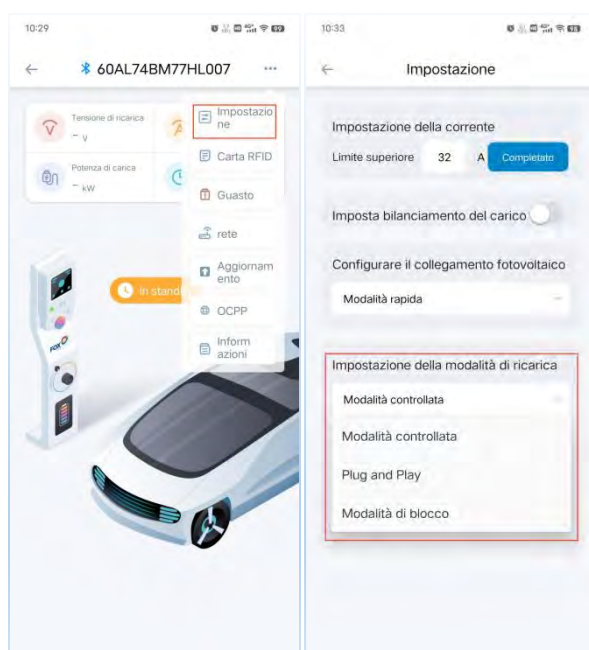 10:29
60AL74BM77HL007
Tensione di ricarica
- V
Potenza di carica
- kW
Impostazio
ne
Carta RFID
Guasto
rete
Aggiornam
ento
OCPP
Inform
azioni
In standb
FOX
10:33
Impostazione
Impostazione della corrente
Limite superiore 32 A Completato
Imposta bilanciamento del carico
Configurare il collegamento fotovoltaico
Modalità rapida
Impostazione della modalità di ricarica
Modalità controllata
Modalità controllata
Plug and Play
Modalità di blocco